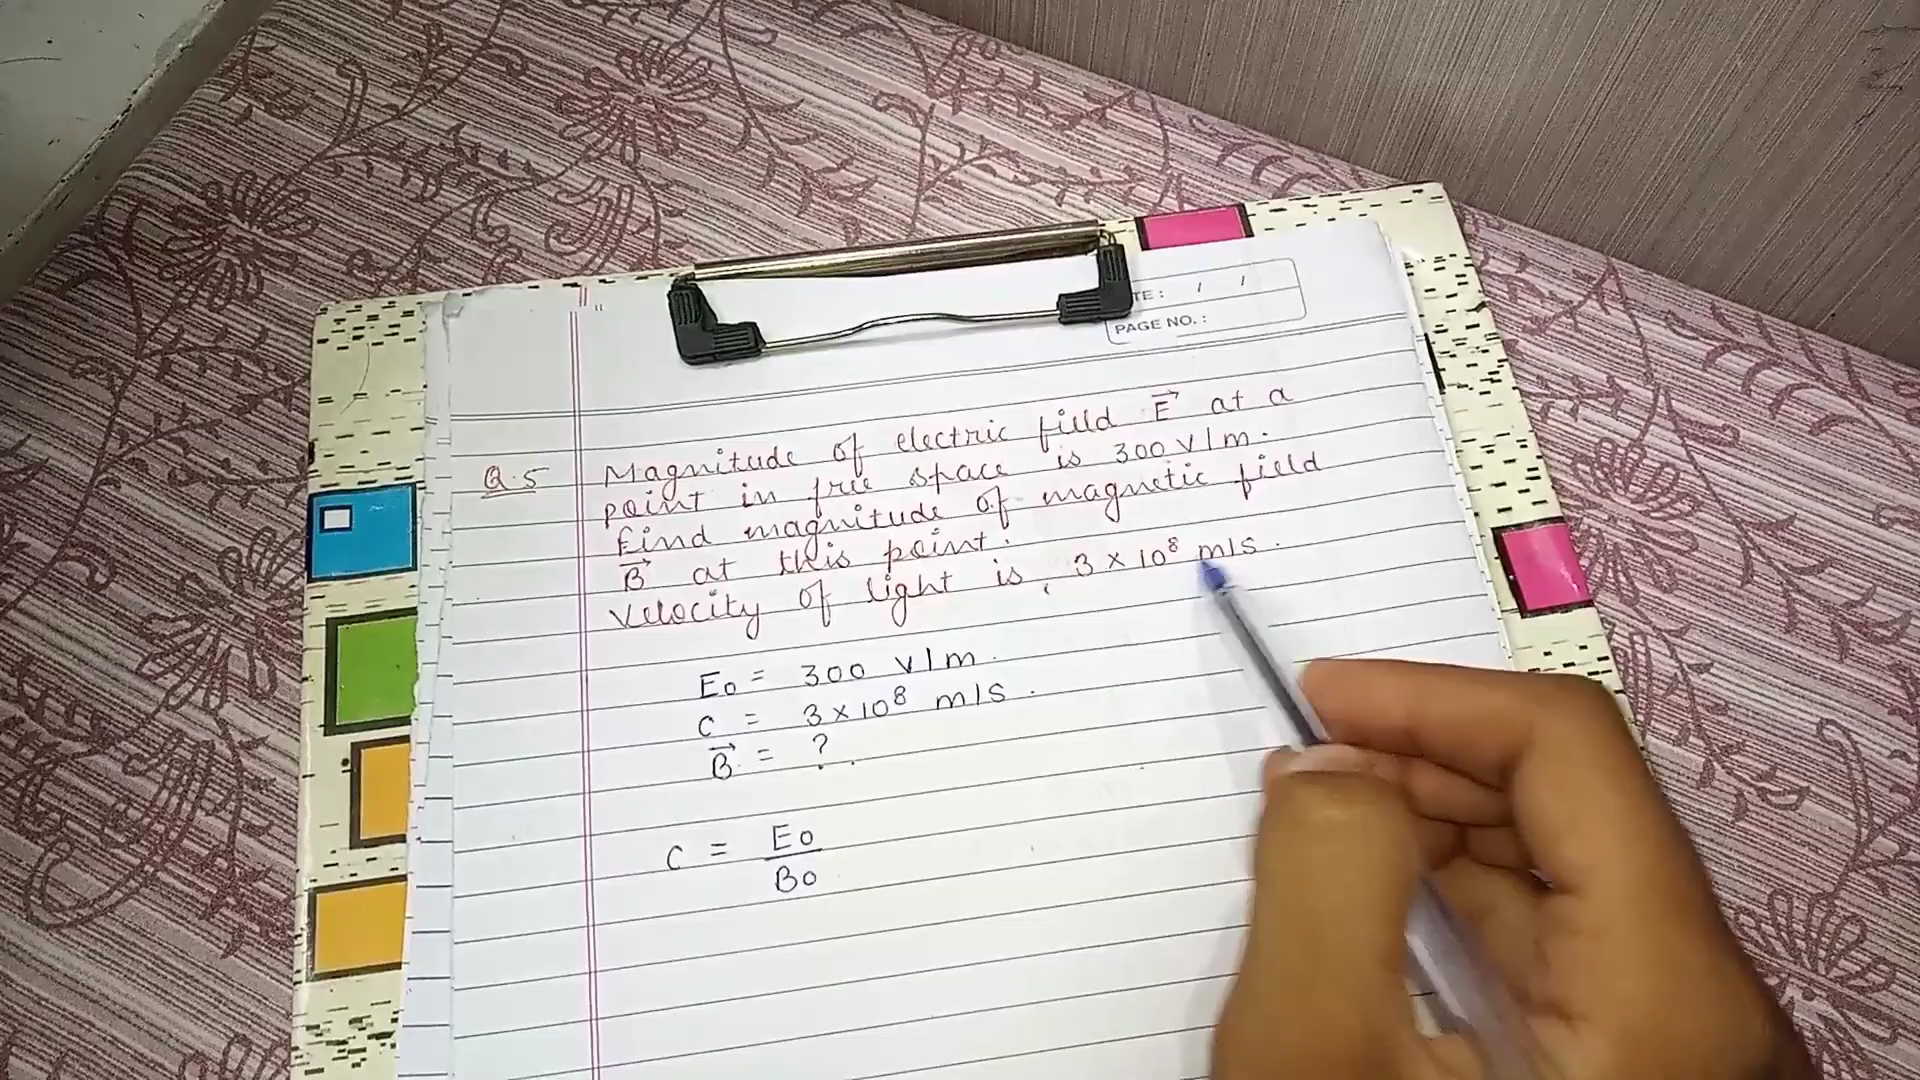 TE: / /
PAGE NO.:
Q.5 Magnitude of electric field E⃗ at a
point in free space is 300 V/m.
Find magnitude of magnetic field
B⃗ at this point.
Velocity of light is, 3 × 10⁸ m/s.
E₀ = 300 V/m.
C = 3×10⁸ m/s.
B⃗ = ?
C = E₀/B₀